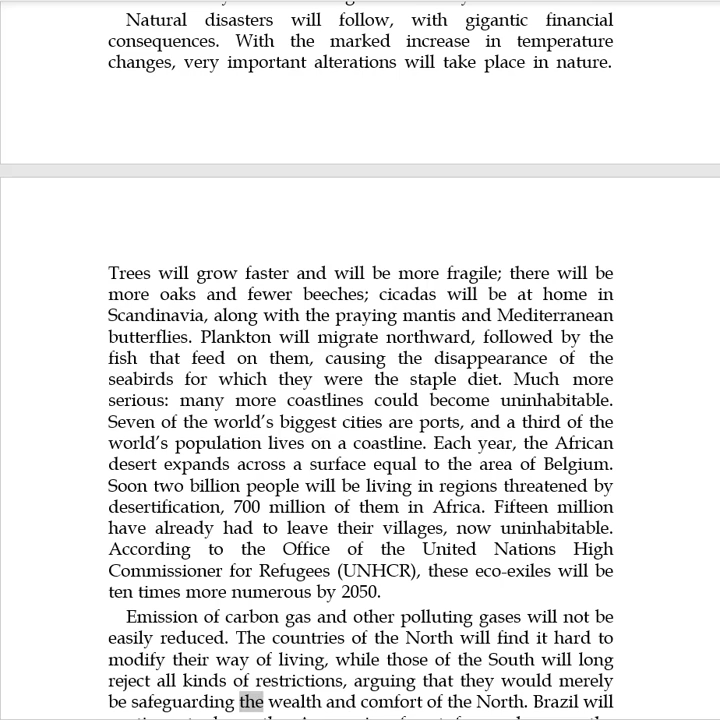 Natural disasters will follow, with gigantic financial
consequences. With the marked increase in temperature
changes, very important alterations will take place in nature.
Trees will grow faster and will be more fragile; there will be
more oaks and fewer beeches; cicadas will be at home in
Scandinavia, along with the praying mantis and Mediterranean
butterflies. Plankton will migrate northward, followed by the
fish that feed on them, causing the disappearance of the
seabirds for which they were the staple diet. Much more
serious: many more coastlines could become uninhabitable.
Seven of the world’s biggest cities are ports, and a third of the
world’s population lives on a coastline. Each year, the African
desert expands across a surface equal to the area of Belgium.
Soon two billion people will be living in regions threatened by
desertification, 700 million of them in Africa. Fifteen million
have already had to leave their villages, now uninhabitable.
According to the Office of the United Nations High
Commissioner for Refugees (UNHCR), these eco-exiles will be
ten times more numerous by 2050.
Emission of carbon gas and other polluting gases will not be
easily reduced. The countries of the North will find it hard to
modify their way of living, while those of the South will long
reject all kinds of restrictions, arguing that they would merely
be safeguarding the wealth and comfort of the North. Brazil will